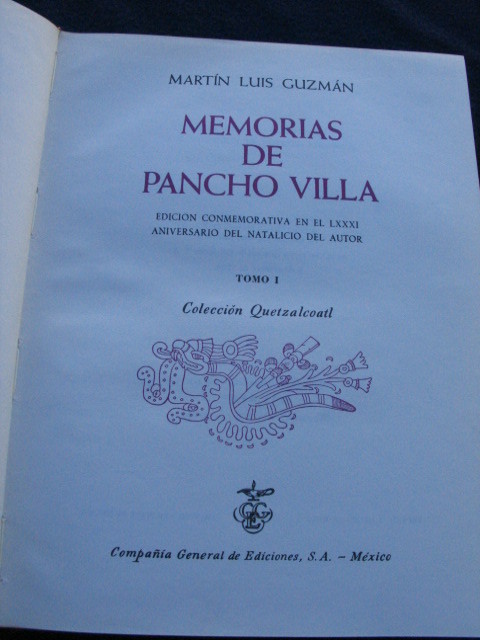 MARTÍN LUIS GUZMÁN
MEMORIAS
DE
PANCHO VILLA
EDICION CONMEMORATIVA EN EL LXXXI
ANIVERSARIO DEL NATALICIO DEL AUTOR
TOMO I
Colección Quetzalcoatl
Compañía General de Ediciones, S.A. – México